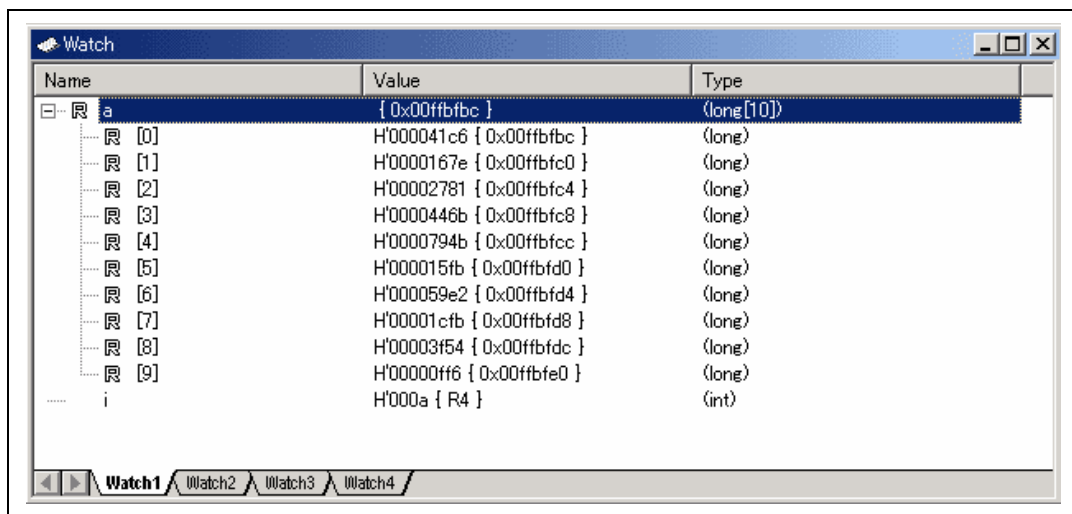 Watch
Name Value Type
R a { 0x00ffbfbc } (long[10])
R [0] H'000041c6 { 0x00ffbfbc } (long)
R [1] H'0000167e { 0x00ffbfc0 } (long)
R [2] H'00002781 { 0x00ffbfc4 } (long)
R [3] H'0000446b { 0x00ffbfc8 } (long)
R [4] H'0000794b { 0x00ffbfcc } (long)
R [5] H'000015fb { 0x00ffbfd0 } (long)
R [6] H'000059e2 { 0x00ffbfd4 } (long)
R [7] H'00001cfb { 0x00ffbfd8 } (long)
R [8] H'00003f54 { 0x00ffbfdc } (long)
R [9] H'00000ff6 { 0x00ffbfe0 } (long)
i H'000a { R4 } (int)
Watch1 Watch2 Watch3 Watch4